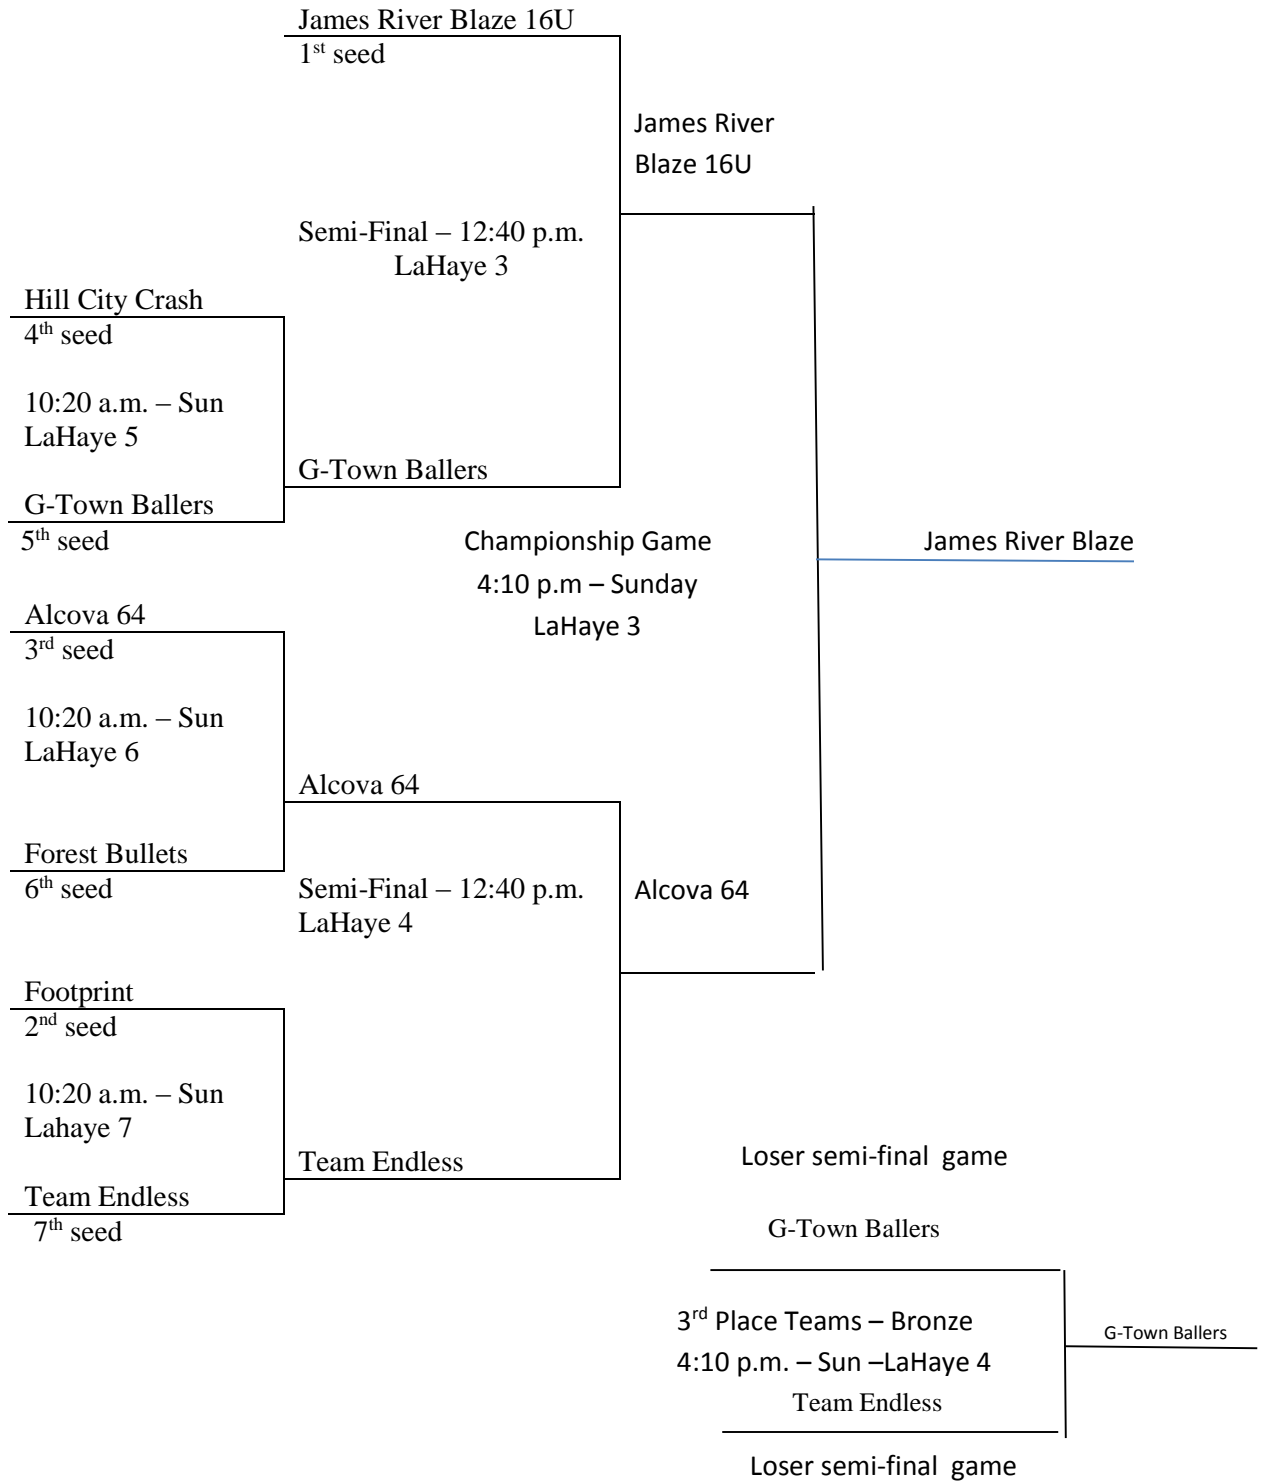 James River Blaze 16U
1st seed
James River
Blaze 16U
Semi-Final – 12:40 p.m.
LaHaye 3
Hill City Crash
4th seed
10:20 a.m. – Sun
LaHaye 5
G-Town Ballers
G-Town Ballers
5th seed
Championship Game
4:10 p.m – Sunday
LaHaye 3
James River Blaze
Alcova 64
3rd seed
10:20 a.m. – Sun
LaHaye 6
Alcova 64
Forest Bullets
6th seed
Semi-Final – 12:40 p.m.
LaHaye 4
Alcova 64
Footprint
2nd seed
10:20 a.m. – Sun
Lahaye 7
Team Endless
Team Endless
7th seed
Loser semi-final  game
G-Town Ballers
3rd Place Teams – Bronze
4:10 p.m. – Sun –LaHaye 4
G-Town Ballers
Team Endless
Loser semi-final  game